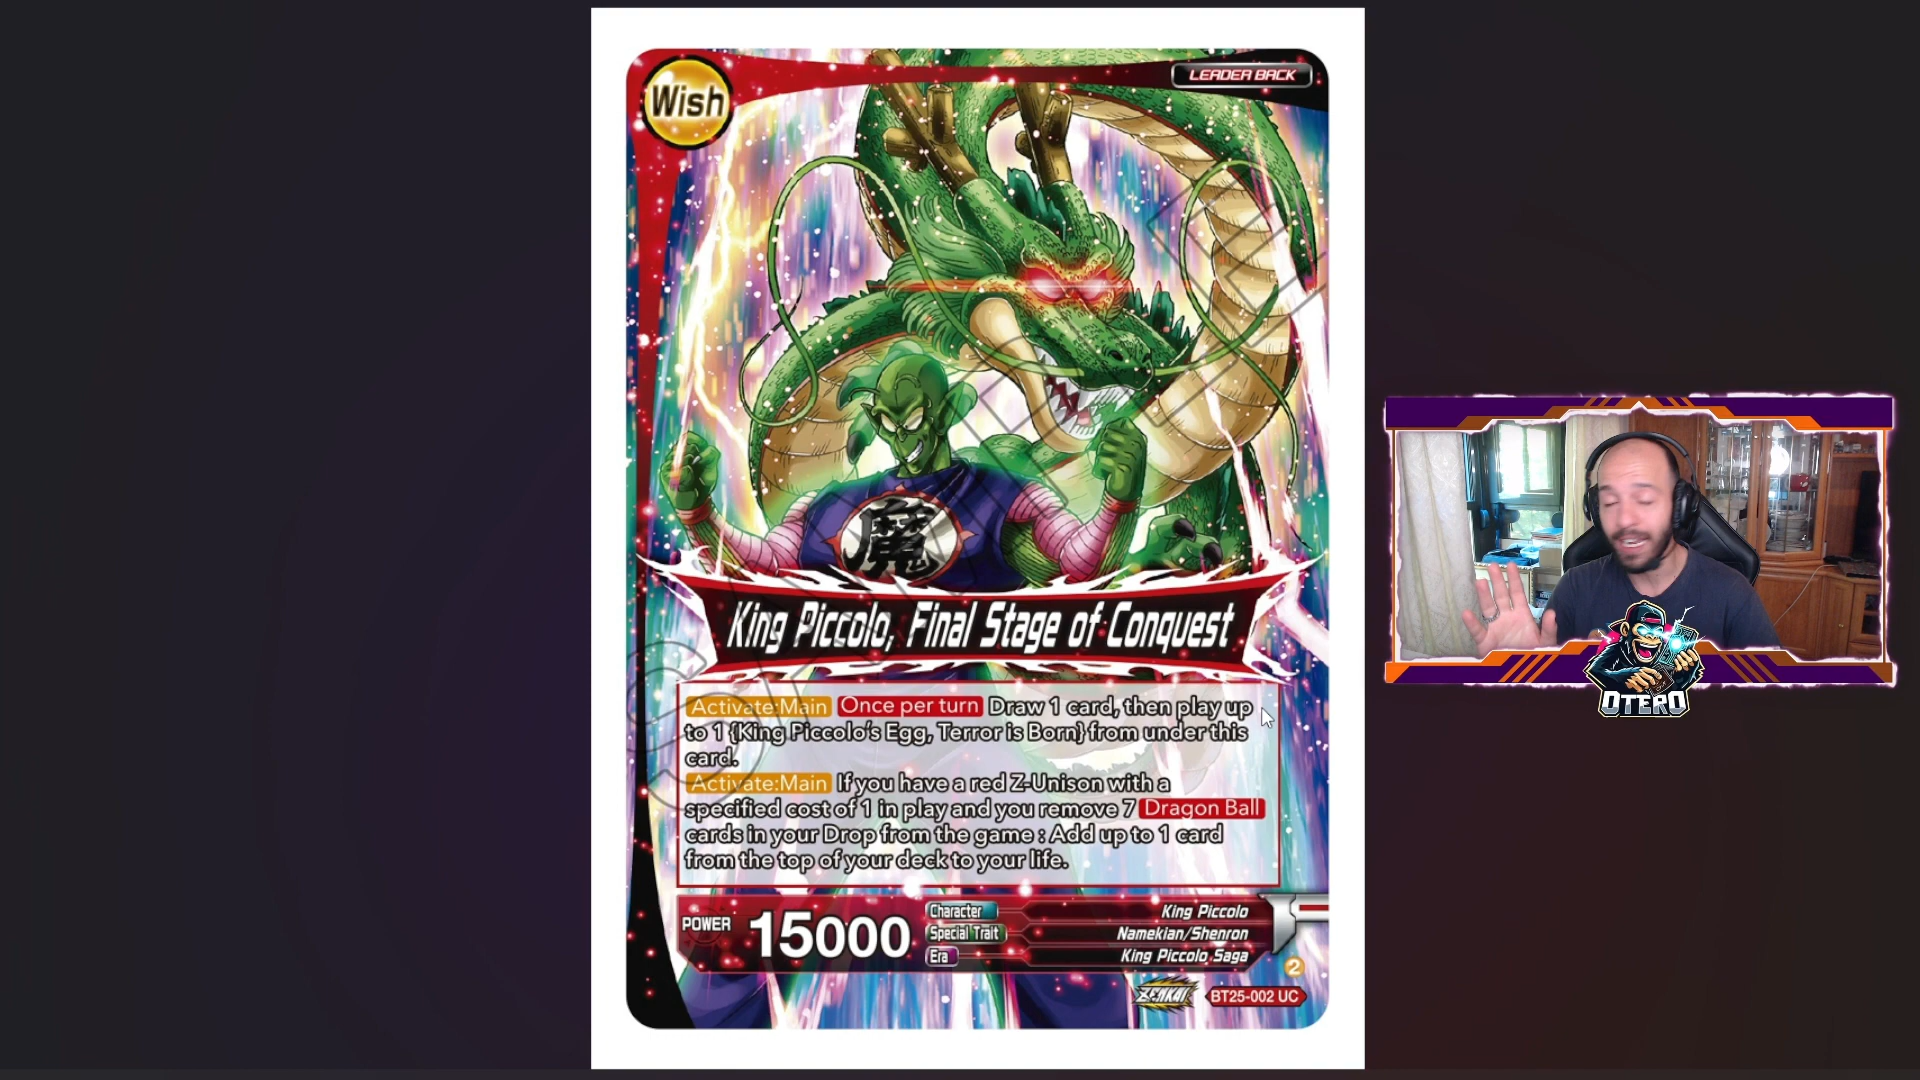 Wish
LEADER BACK
魔
King Piccolo, Final Stage of Conquest
Activate:Main Once per turn Draw 1 card, then play up
to 1 {King Piccolo's Egg, Terror is Born} from under this
card.
Activate:Main If you have a red Z-Unison with a
specified cost of 1 in play and you remove 7 Dragon Ball
cards in your Drop from the game : Add up to 1 card
from the top of your deck to your life.
POWER 15000
Character King Piccolo
Special Trait Namekian/Shenron
Era King Piccolo Saga
2
ZENKAI BT25-002 UC
SAMPLE
OTERO